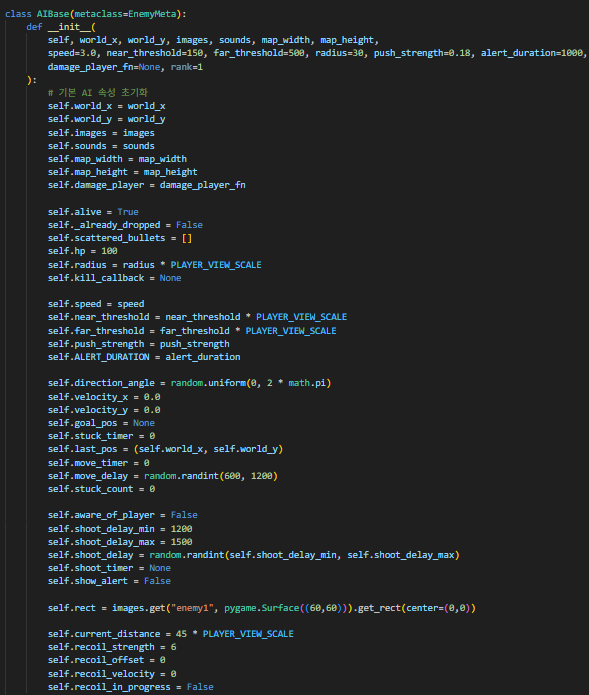 class AIBase(metaclass=EnemyMeta):
    def __init__(
        self, world_x, world_y, images, sounds, map_width, map_height,
        speed=3.0, near_threshold=150, far_threshold=500, radius=30, push_strength=0.18, alert_duration=1000,
        damage_player_fn=None, rank=1
    ):
        # 기본 AI 속성 초기화
        self.world_x = world_x
        self.world_y = world_y
        self.images = images
        self.sounds = sounds
        self.map_width = map_width
        self.map_height = map_height
        self.damage_player = damage_player_fn

        self.alive = True
        self._already_dropped = False
        self.scattered_bullets = []
        self.hp = 100
        self.radius = radius * PLAYER_VIEW_SCALE
        self.kill_callback = None

        self.speed = speed
        self.near_threshold = near_threshold * PLAYER_VIEW_SCALE
        self.far_threshold = far_threshold * PLAYER_VIEW_SCALE
        self.push_strength = push_strength
        self.ALERT_DURATION = alert_duration

        self.direction_angle = random.uniform(0, 2 * math.pi)
        self.velocity_x = 0.0
        self.velocity_y = 0.0
        self.goal_pos = None
        self.stuck_timer = 0
        self.last_pos = (self.world_x, self.world_y)
        self.move_timer = 0
        self.move_delay = random.randint(600, 1200)
        self.stuck_count = 0

        self.aware_of_player = False
        self.shoot_delay_min = 1200
        self.shoot_delay_max = 1500
        self.shoot_delay = random.randint(self.shoot_delay_min, self.shoot_delay_max)
        self.shoot_timer = None
        self.show_alert = False

        self.rect = images.get("enemy1", pygame.Surface((60,60))).get_rect(center=(0,0))

        self.current_distance = 45 * PLAYER_VIEW_SCALE
        self.recoil_strength = 6
        self.recoil_offset = 0
        self.recoil_velocity = 0
        self.recoil_in_progress = False